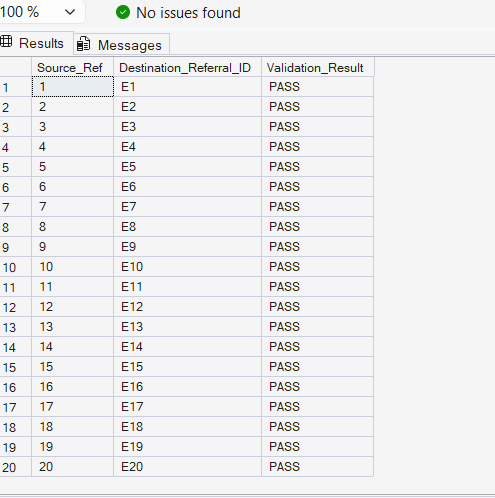 100 % No issues found
Results Messages
Source_Ref Destination_Referral_ID Validation_Result
1 1 E1 PASS
2 2 E2 PASS
3 3 E3 PASS
4 4 E4 PASS
5 5 E5 PASS
6 6 E6 PASS
7 7 E7 PASS
8 8 E8 PASS
9 9 E9 PASS
10 10 E10 PASS
11 11 E11 PASS
12 12 E12 PASS
13 13 E13 PASS
14 14 E14 PASS
15 15 E15 PASS
16 16 E16 PASS
17 17 E17 PASS
18 18 E18 PASS
19 19 E19 PASS
20 20 E20 PASS